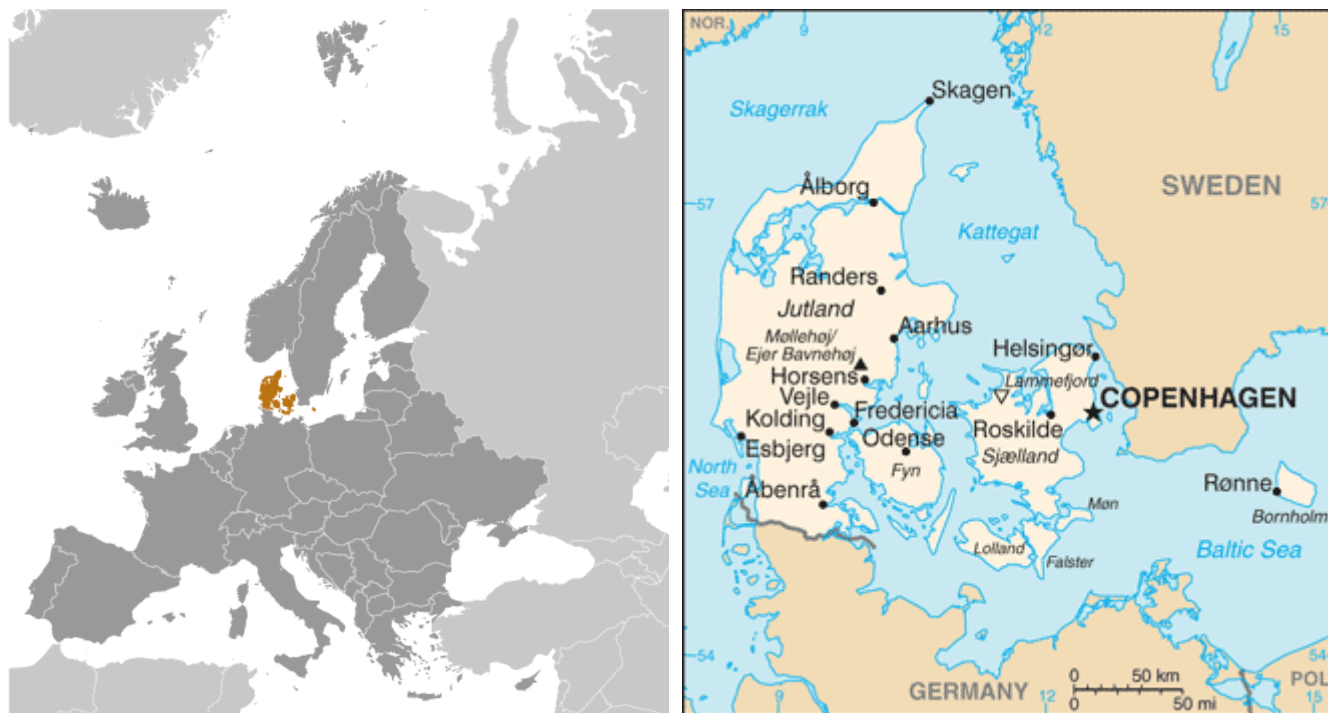 NOR.
9
12
15
Skagen
Skagerrak
Ålborg
57
SWEDEN
57
Kattegat
Randers
Jutland
Aarhus
Møllehøj/
Ejer Bavnehøj
Helsingør
Horsens
Lammefjord
Vejle
COPENHAGEN
Kolding
Fredericia
Roskilde
Odense
Esbjerg
Sjælland
North
Sea
Fyn
Åbenrå
Rønne
Møn
Bornholm
Lolland
Falster
Baltic Sea
54
54
0 50 km
GERMANY
POL
9
12
0 50 mi
15